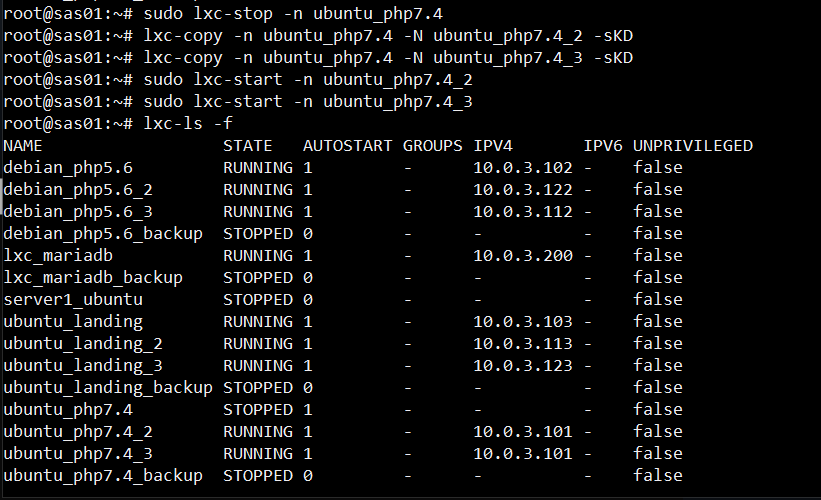 root@sas01:~# sudo lxc-stop -n ubuntu_php7.4
root@sas01:~# lxc-copy -n ubuntu_php7.4 -N ubuntu_php7.4_2 -sKD
root@sas01:~# lxc-copy -n ubuntu_php7.4 -N ubuntu_php7.4_3 -sKD
root@sas01:~# sudo lxc-start -n ubuntu_php7.4_2
root@sas01:~# sudo lxc-start -n ubuntu_php7.4_3
root@sas01:~# lxc-ls -f
NAME                  STATE   AUTOSTART GROUPS IPV4       IPV6 UNPRIVILEGED
debian_php5.6         RUNNING 1         -      10.0.3.102 -    false
debian_php5.6_2       RUNNING 1         -      10.0.3.122 -    false
debian_php5.6_3       RUNNING 1         -      10.0.3.112 -    false
debian_php5.6_backup  STOPPED 0         -      -          -    false
lxc_mariadb           RUNNING 1         -      10.0.3.200 -    false
lxc_mariadb_backup    STOPPED 0         -      -          -    false
server1_ubuntu        STOPPED 0         -      -          -    false
ubuntu_landing        RUNNING 1         -      10.0.3.103 -    false
ubuntu_landing_2      RUNNING 1         -      10.0.3.113 -    false
ubuntu_landing_3      RUNNING 1         -      10.0.3.123 -    false
ubuntu_landing_backup STOPPED 0         -      -          -    false
ubuntu_php7.4         STOPPED 1         -      -          -    false
ubuntu_php7.4_2       RUNNING 1         -      10.0.3.101 -    false
ubuntu_php7.4_3       RUNNING 1         -      10.0.3.101 -    false
ubuntu_php7.4_backup  STOPPED 0         -      -          -    false